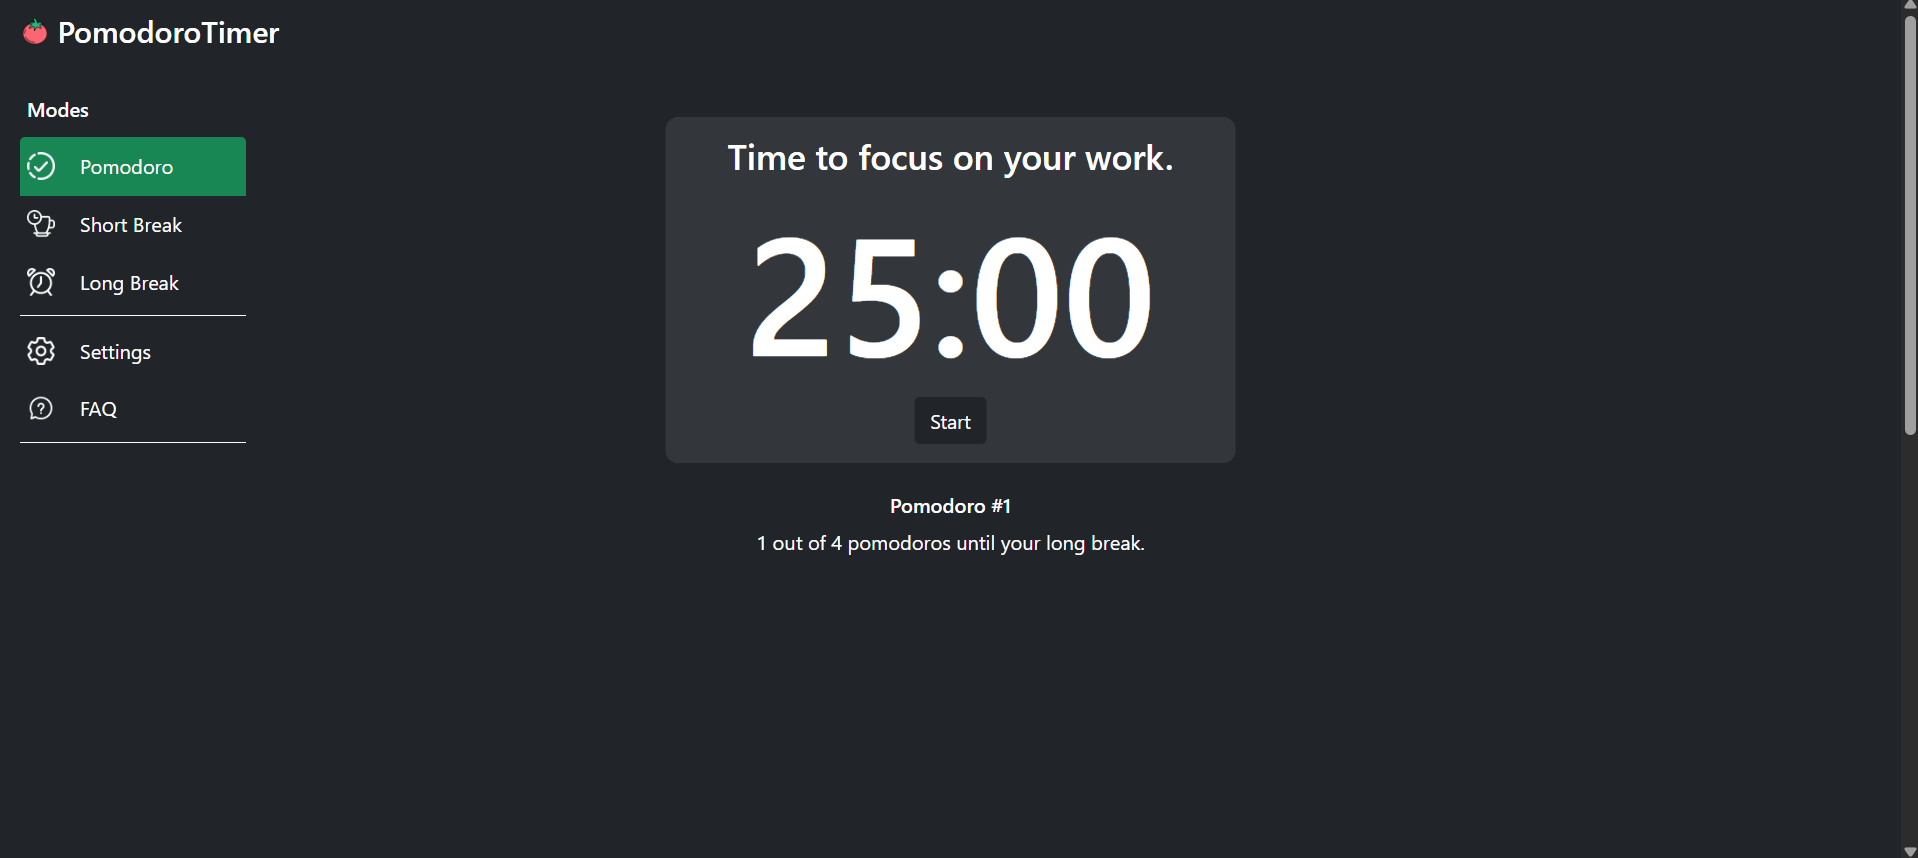 PomodoroTimer
Modes
Pomodoro
Short Break
Long Break
Settings
?
FAQ
Time to focus on your work.
25:00
Start
Pomodoro #1
1 out of 4 pomodoros until your long break.